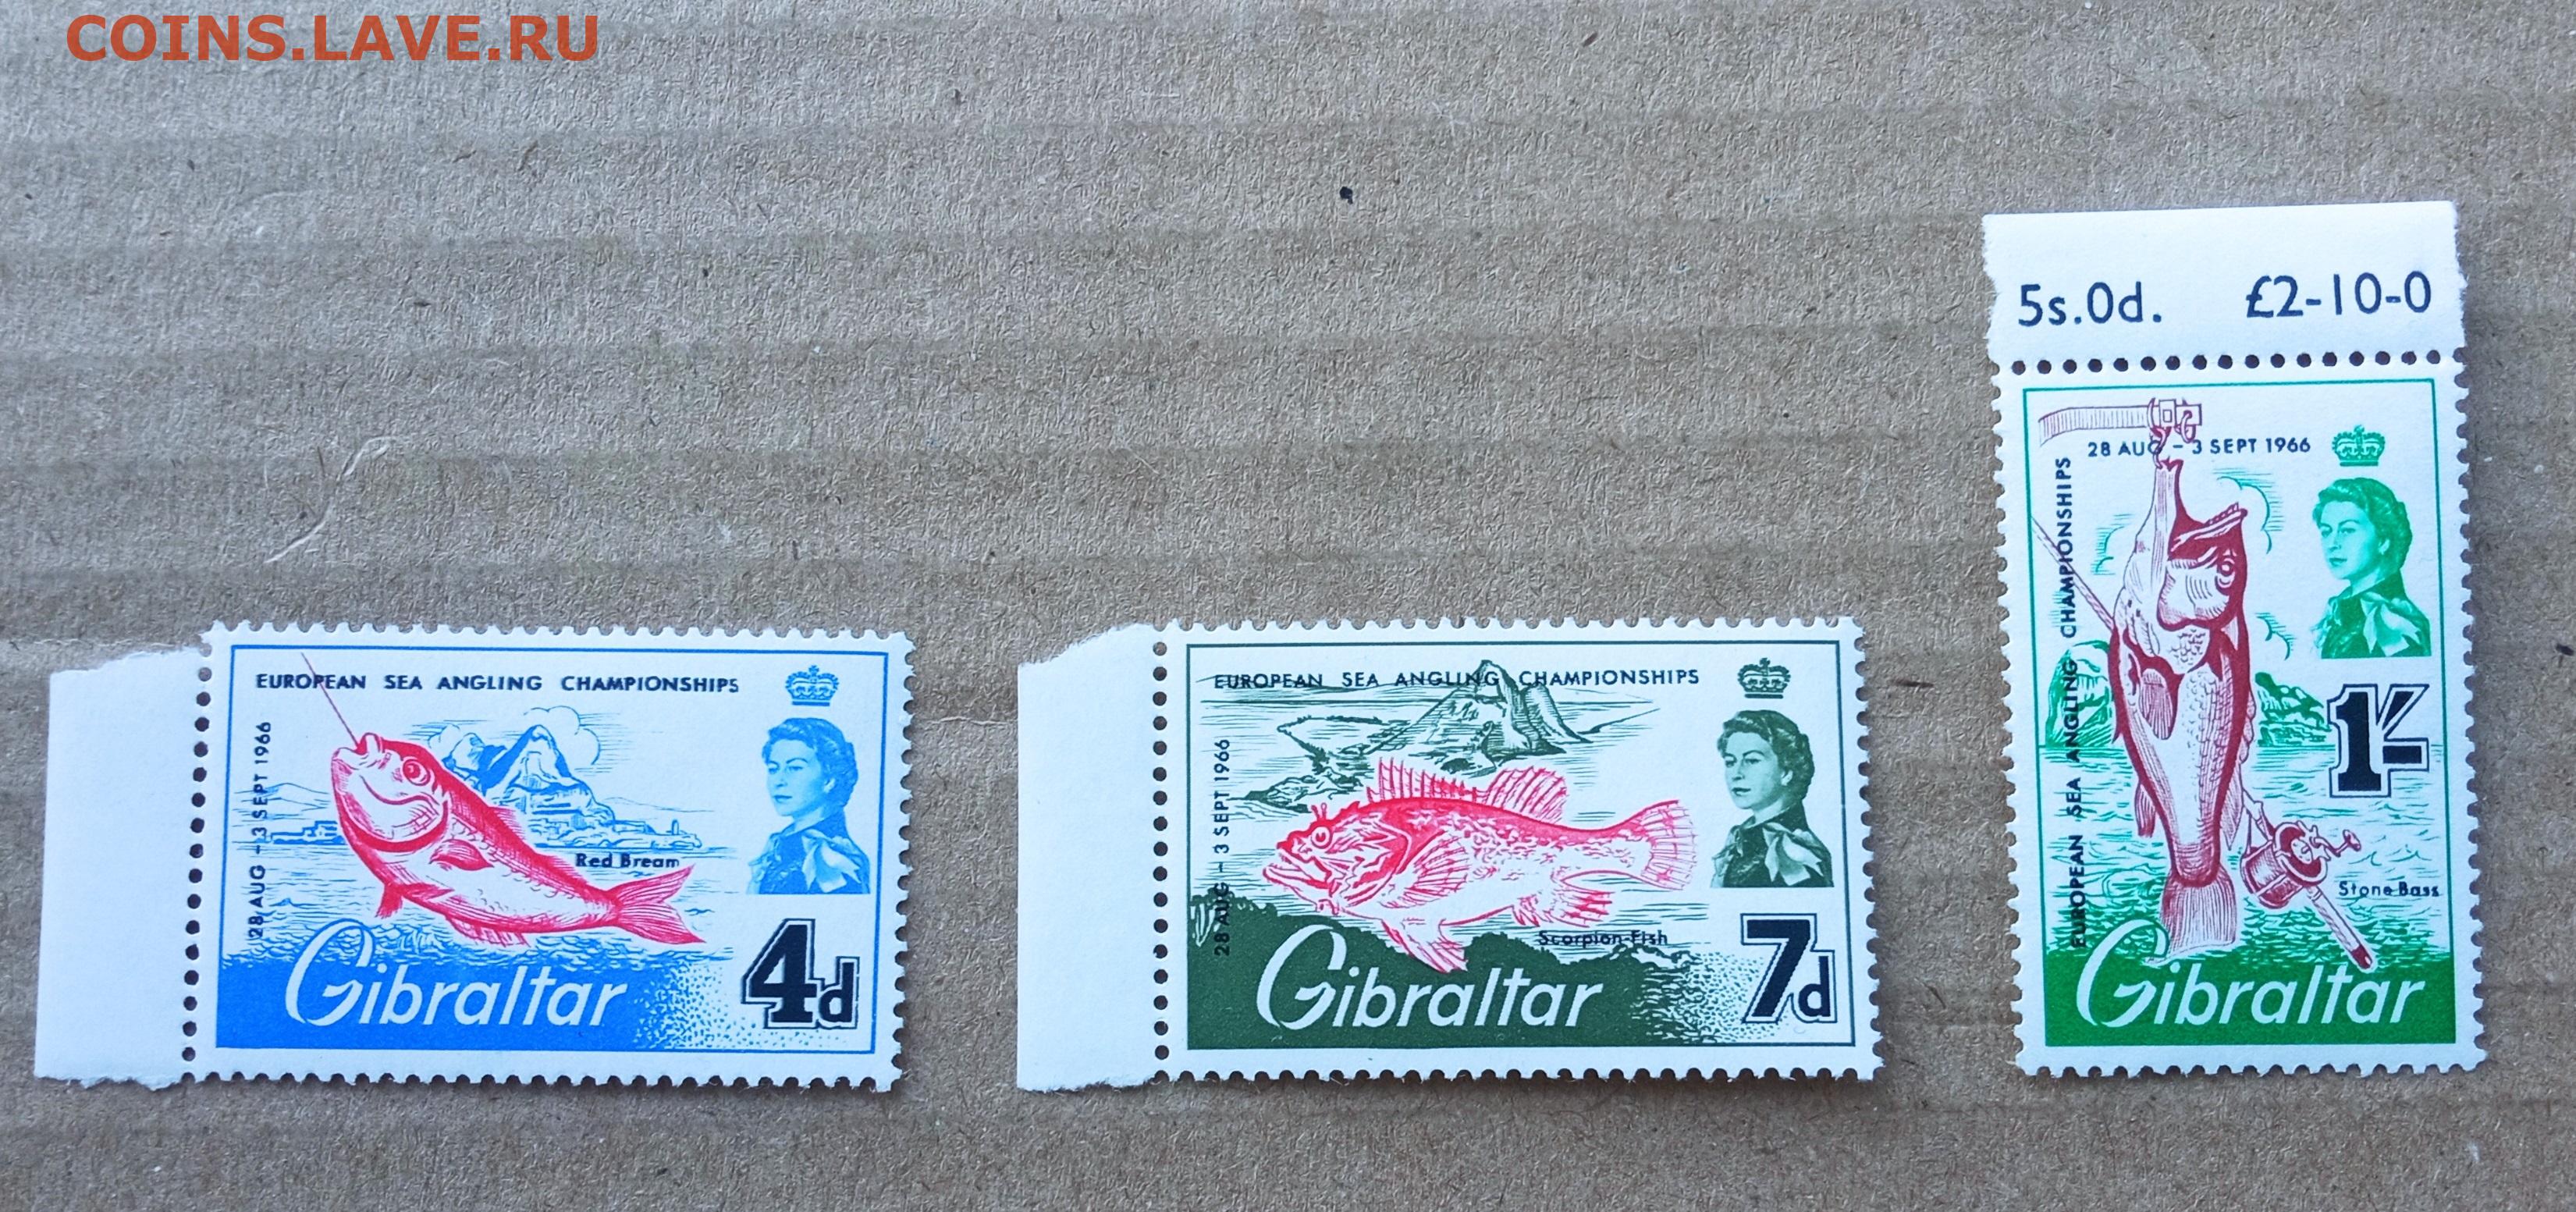 COINS.LAVE.RU
EUROPEAN SEA ANGLING CHAMPIONSHIPS
28 AUG - 3 SEPT 1966
Red Bream
Gibraltar
4d
EUROPEAN SEA ANGLING CHAMPIONSHIPS
28 AUG - 3 SEPT 1966
Scorpion Fish
Gibraltar
7d
5s.0d. £2-10-0
28 AUG - 3 SEPT 1966
EUROPEAN SEA ANGLING CHAMPIONSHIPS
1/-
Stone Bass
Gibraltar